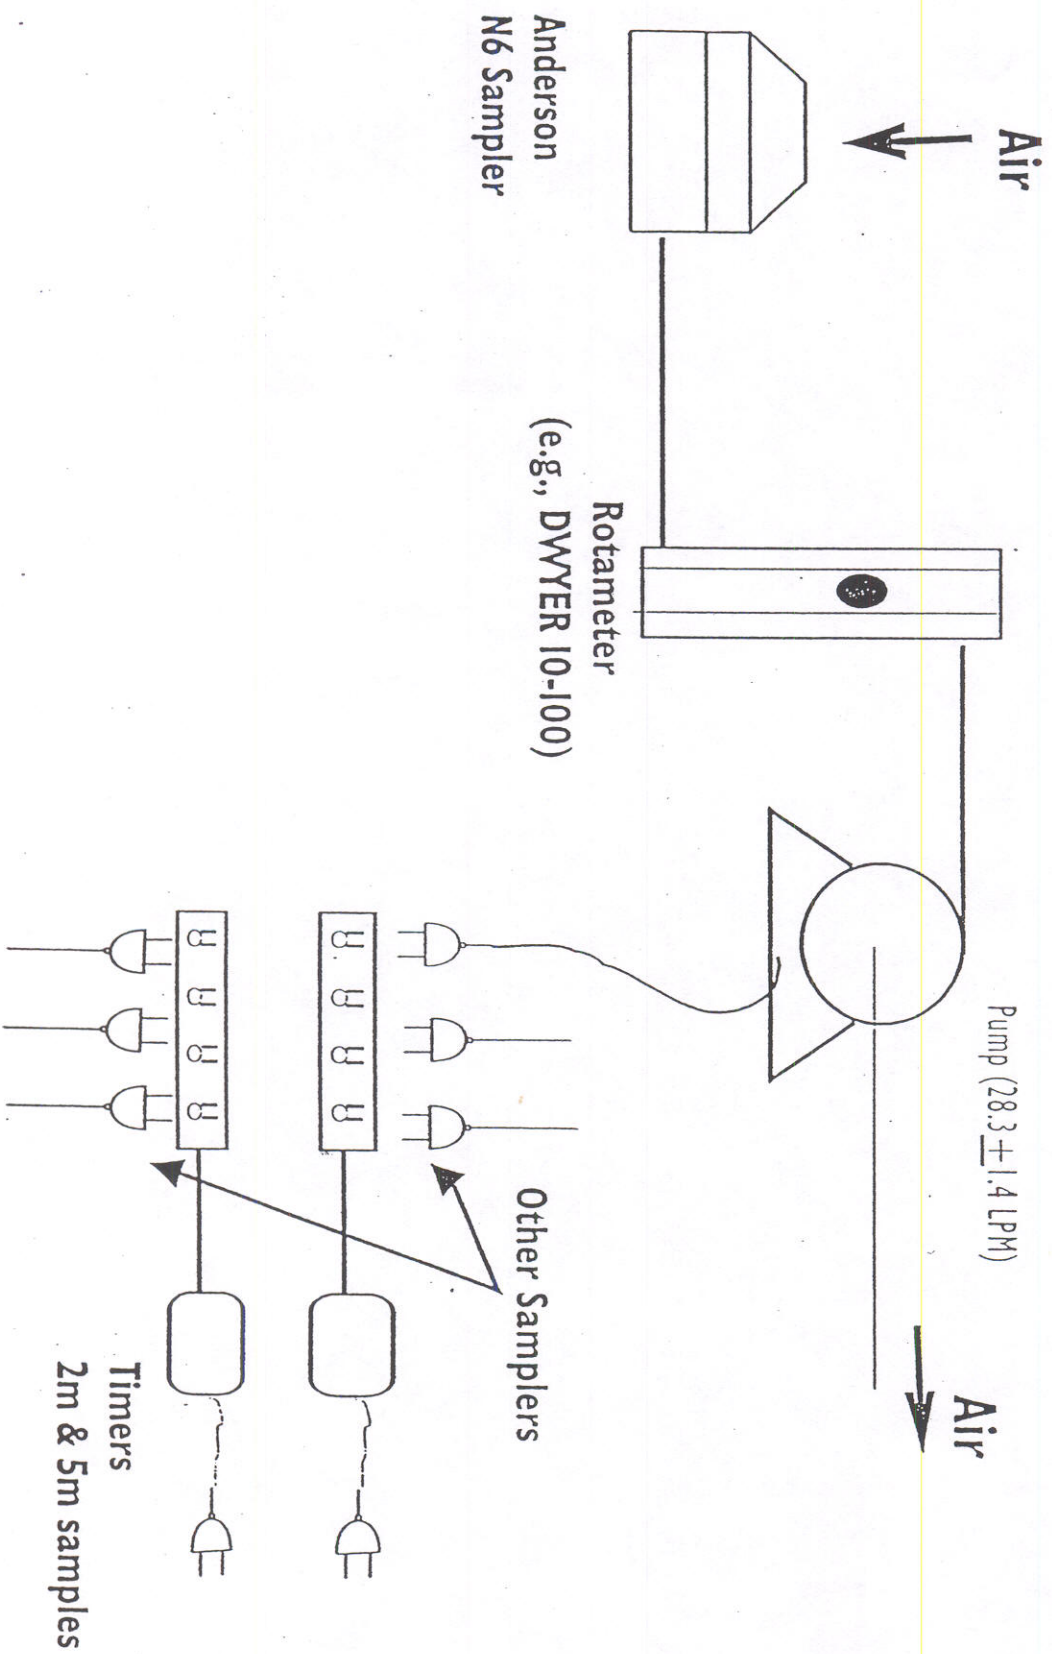 Air
Anderson
N6 Sampler
Rotameter
(e.g., DWYER 10-100)
Pump (28.3 ± 1.4 LPM)
Air
Other Samplers
Timers
2m & 5m samples